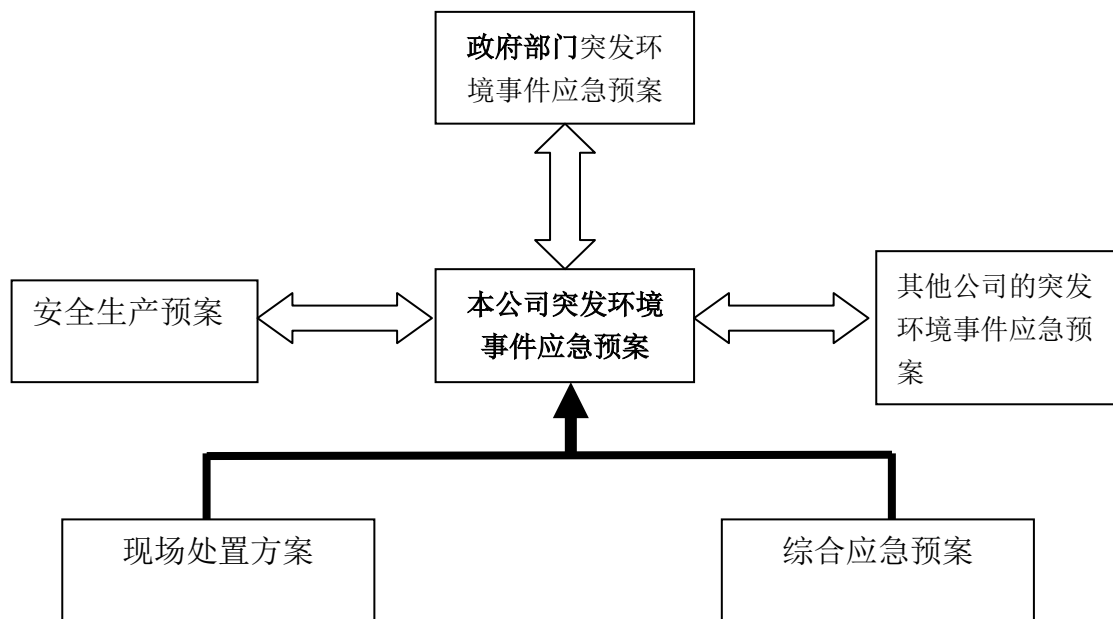 政府部门突发环
境事件应急预案
安全生产预案
本公司突发环境
事件应急预案
其他公司的突发
环境事件应急预
案
现场处置方案
综合应急预案